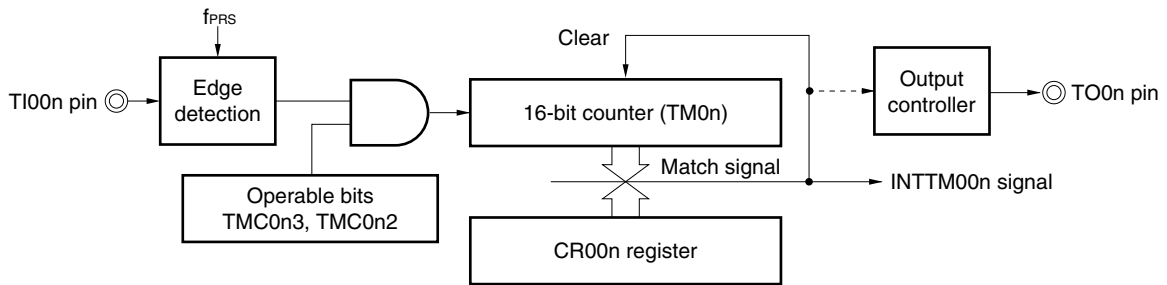 fPRS
Clear
TI00n pin
Edge
detection
16-bit counter (TM0n)
Output
controller
TO0n pin
Match signal
INTTM00n signal
Operable bits
TMC0n3, TMC0n2
CR00n register